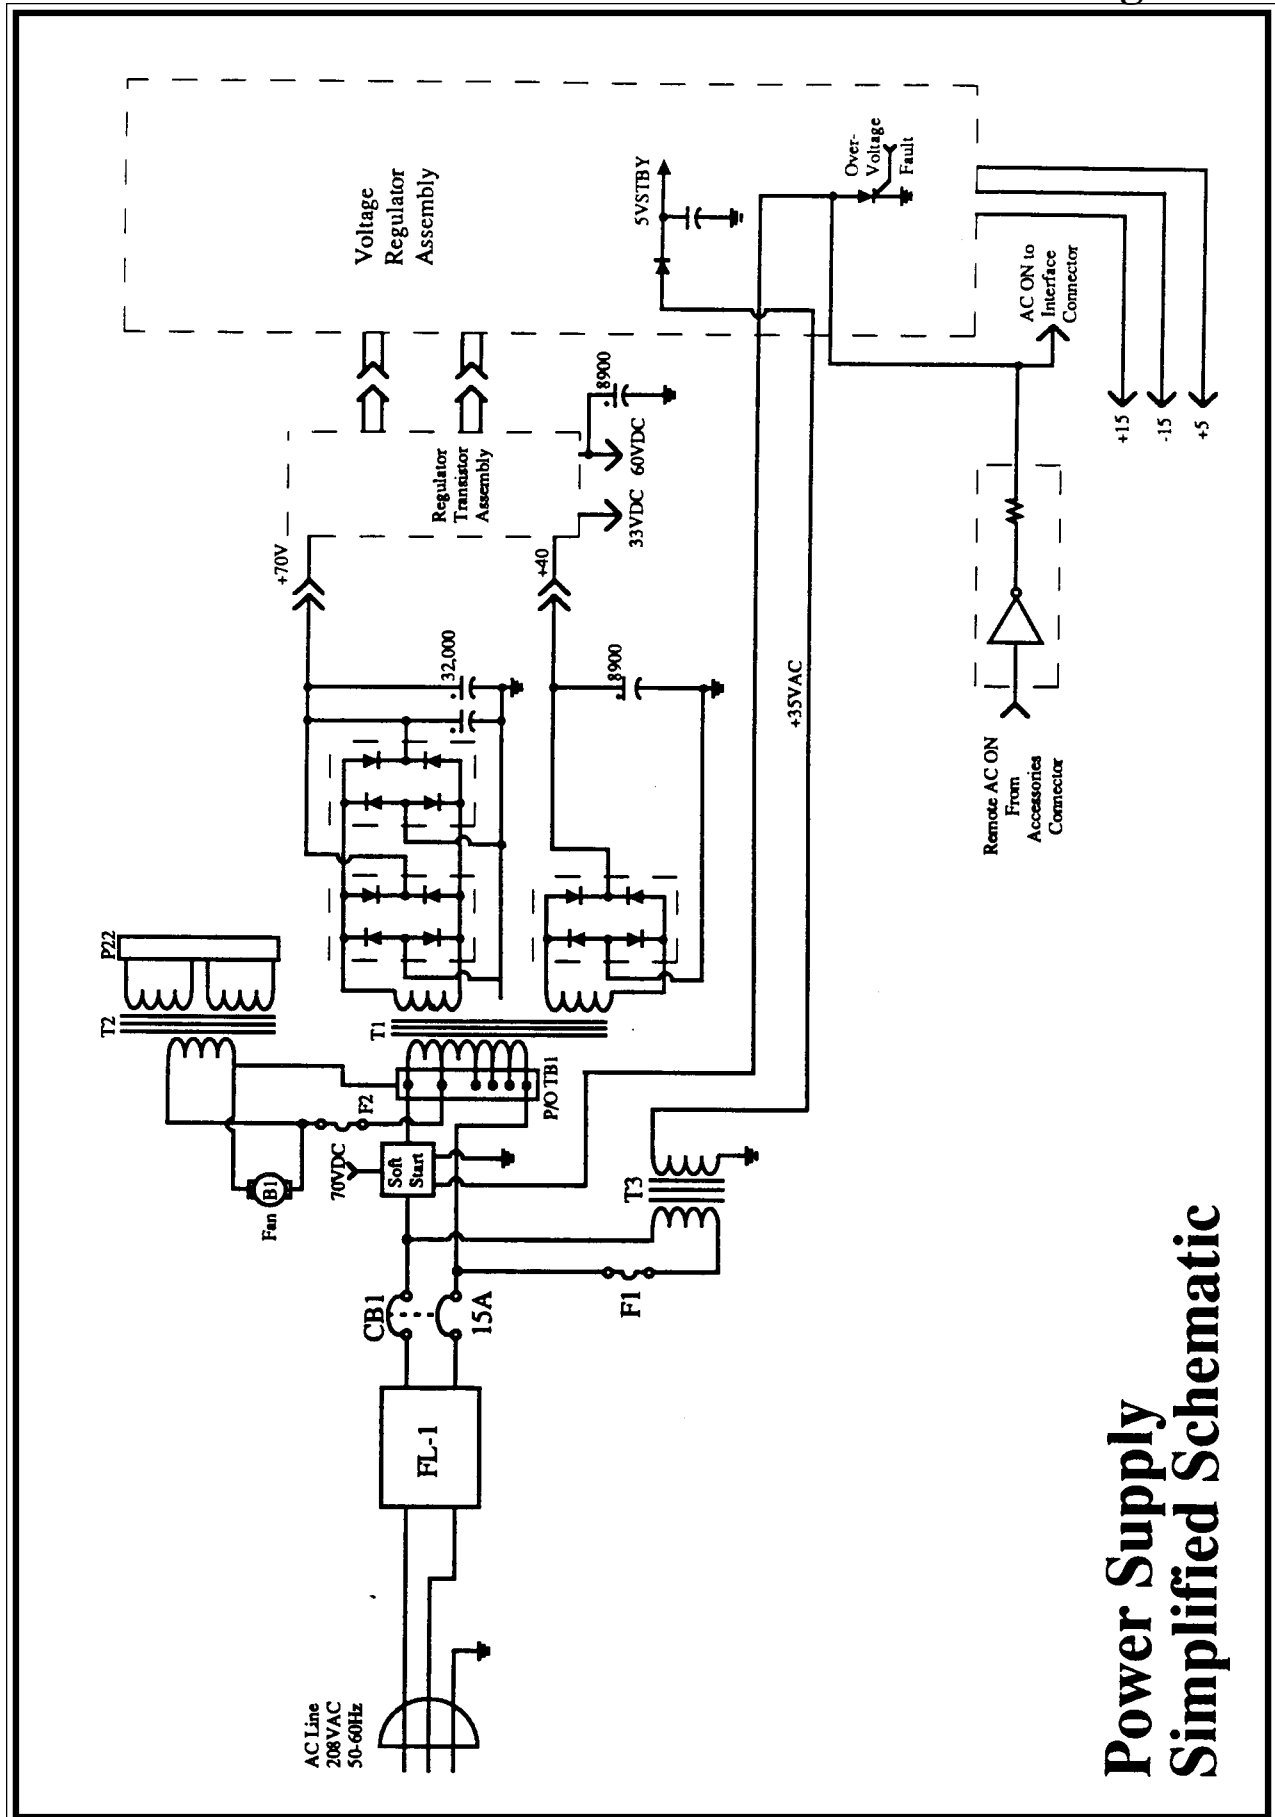 Power Supply
Simplified Schematic
AC Line
208VAC
50-60Hz
FL-1
CB1
15A
F1
Fan
B1
70VDC
Soft
Start
F2
P/O TB1
T3
T2
P22
T1
+35VAC
32,000
8900
+70V
+40
Regulator
Transistor
Assembly
33VDC
60VDC
8900
Voltage
Regulator
Assembly
5VSTBY
Over-
Voltage
Fault
Remote AC ON
From
Accessories
Connector
AC ON to
Interface
Connector
+15
-15
+5